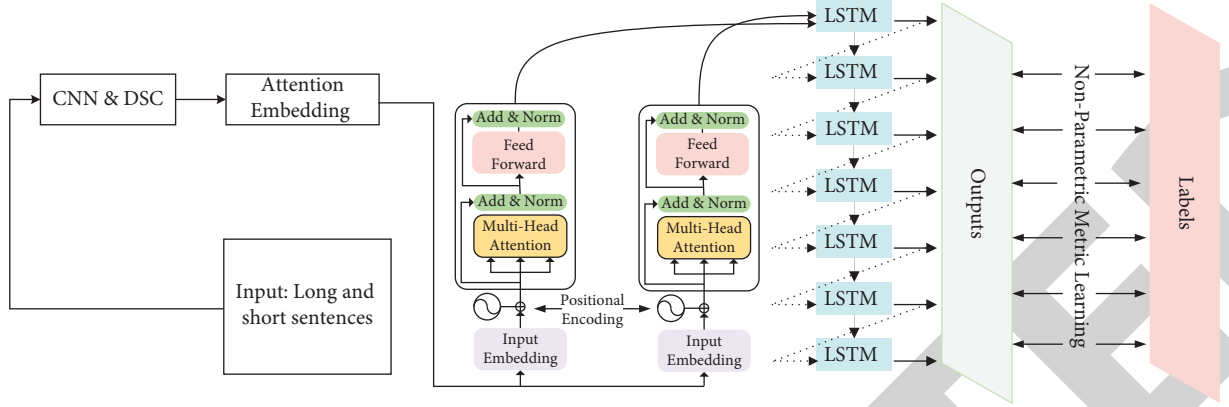 CNN & DSC
Attention
Embedding
Input: Long and
short sentences
Add & Norm
Feed
Forward
Add & Norm
Multi-Head
Attention
Positional
Encoding
Input
Embedding
Add & Norm
Feed
Forward
Add & Norm
Multi-Head
Attention
Input
Embedding
LSTM
LSTM
LSTM
LSTM
LSTM
LSTM
LSTM
Outputs
Non-Parametric Metric Learning
Labels